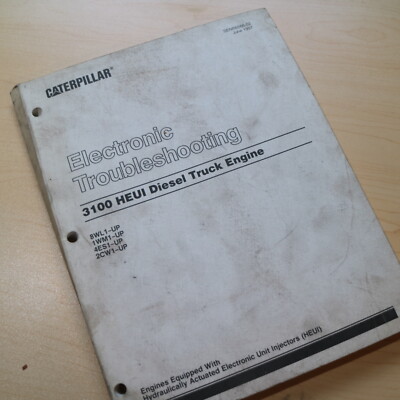 CATERPILLAR®
Electronic
Troubleshooting
3100 HEUI Diesel Truck Engine
8WL1-UP
1WM1-UP
4ES1-UP
2CW1-UP
Engines Equipped With
Hydraulically Actuated Electronic Unit Injectors (HEUI)